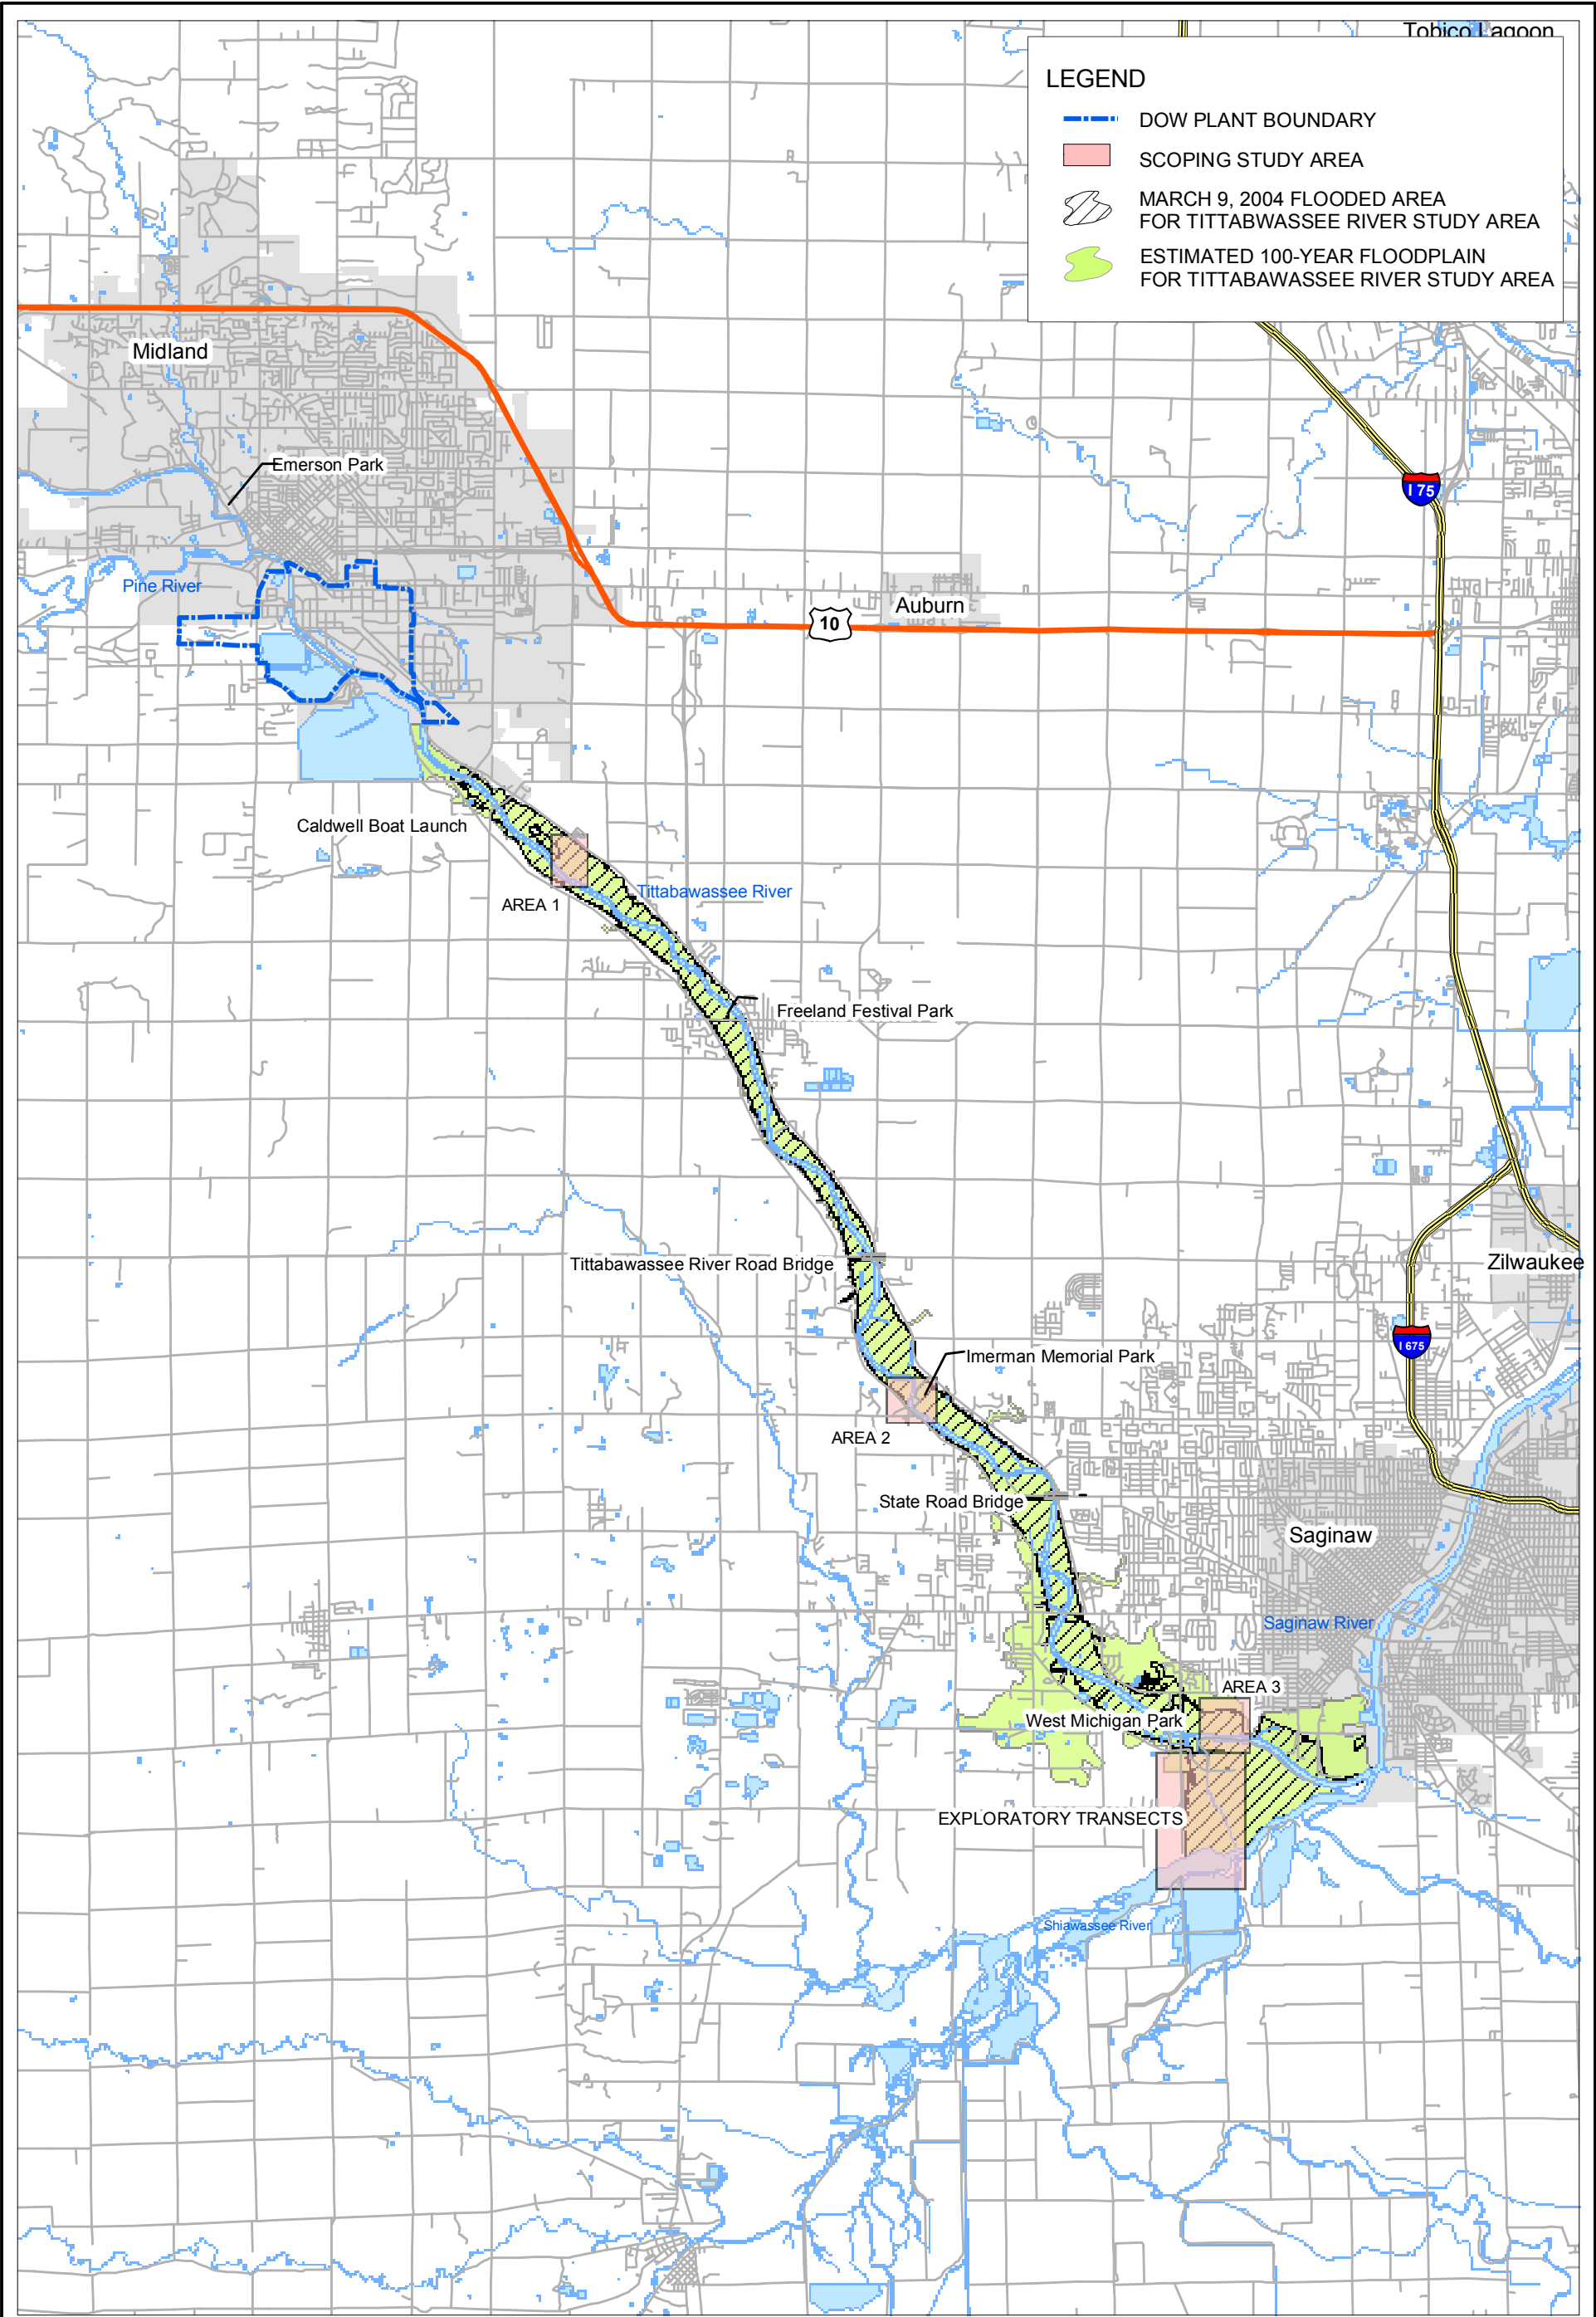 Tobico Lagoon
LEGEND
DOW PLANT BOUNDARY
SCOPING STUDY AREA
MARCH 9, 2004 FLOODED AREA
FOR TITTABWASSEE RIVER STUDY AREA
ESTIMATED 100-YEAR FLOODPLAIN
FOR TITTABAWASSEE RIVER STUDY AREA
Midland
Emerson Park
I 75
Pine River
Auburn
10
Caldwell Boat Launch
Tittabawassee River
AREA 1
Freeland Festival Park
Tittabawassee River Road Bridge
Zilwaukee
I 675
Imerman Memorial Park
AREA 2
State Road Bridge
Saginaw
Saginaw River
AREA 3
West Michigan Park
EXPLORATORY TRANSECTS
Shiawassee River